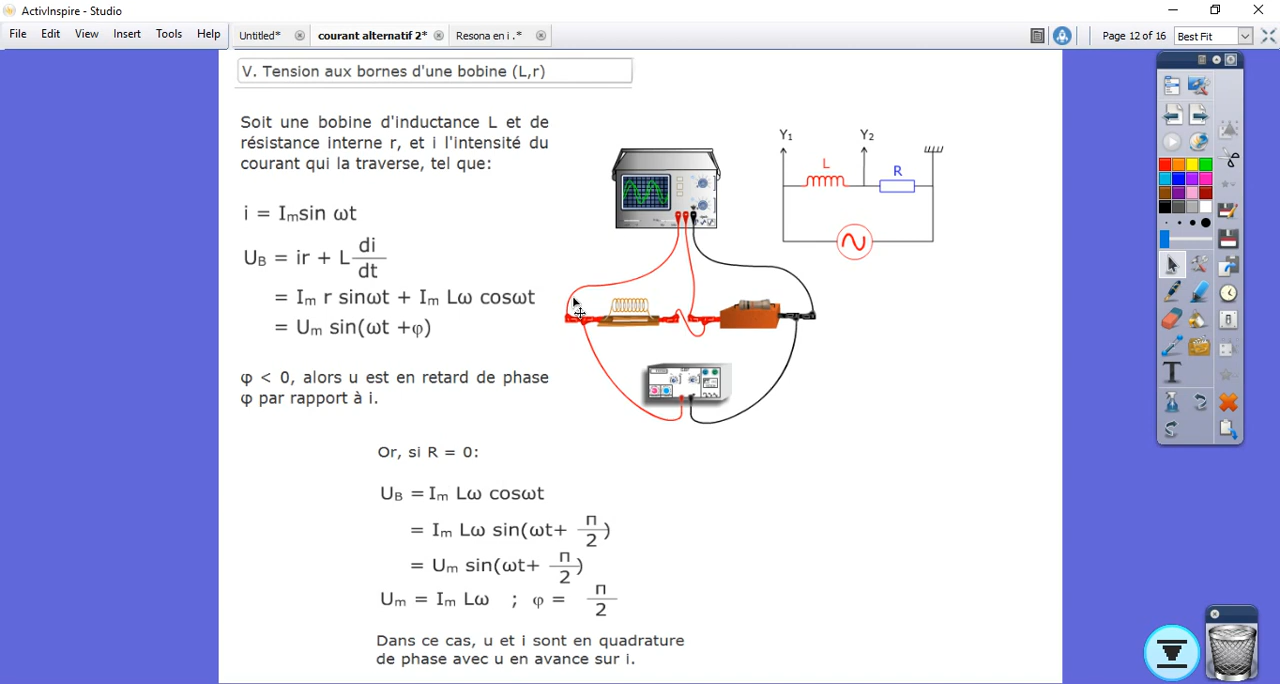 ActivInspire - Studio
File Edit View Insert Tools Help
Untitled* courant alternatif 2* Resona en i .*
Page 12 of 16 Best Fit
V. Tension aux bornes d'une bobine (L,r)
Soit une bobine d'inductance L et de
résistance interne r, et i l'intensité du
courant qui la traverse, tel que:
i = Iₘsin ωt
U_B = ir + L di/dt
= Iₘ r sinωt + Iₘ Lω cosωt
= Uₘ sin(ωt +φ)
φ < 0, alors u est en retard de phase
φ par rapport à i.
Y₁ Y₂
L
R
Or, si R = 0:
U_B = Iₘ Lω cosωt
= Iₘ Lω sin(ωt+ π/2)
= Uₘ sin(ωt+ π/2)
Uₘ = Iₘ Lω ; φ = π/2
Dans ce cas, u et i sont en quadrature
de phase avec u en avance sur i.